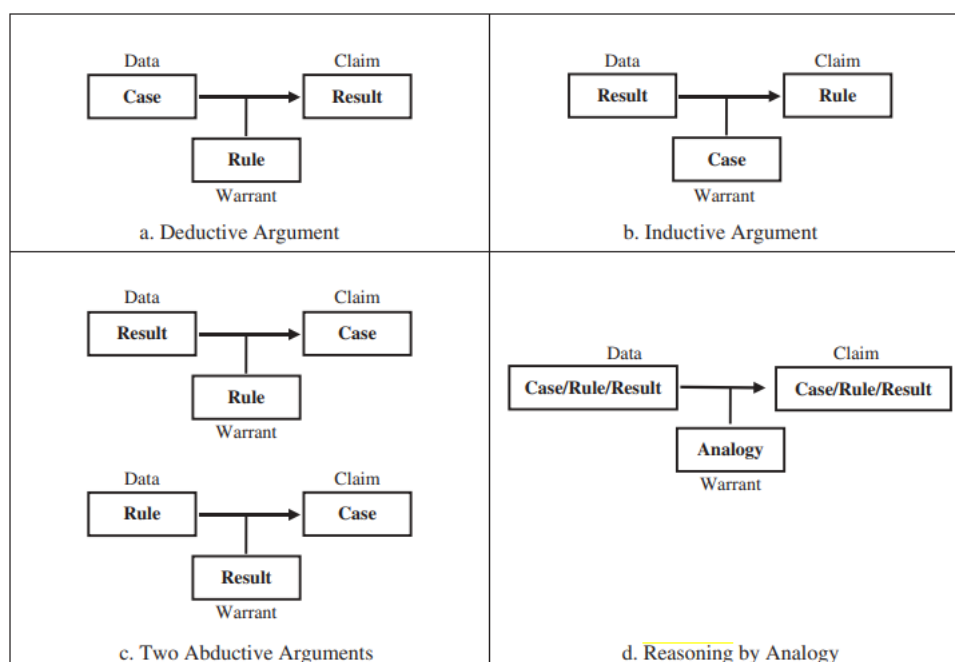 Data Claim
Case Result
Rule
Warrant
a. Deductive Argument
Data Claim
Result Rule
Case
Warrant
b. Inductive Argument
Data Claim
Result Case
Rule
Warrant
Data Claim
Rule Case
Result
Warrant
c. Two Abductive Arguments
Data Claim
Case/Rule/Result Case/Rule/Result
Analogy
Warrant
d. Reasoning by Analogy